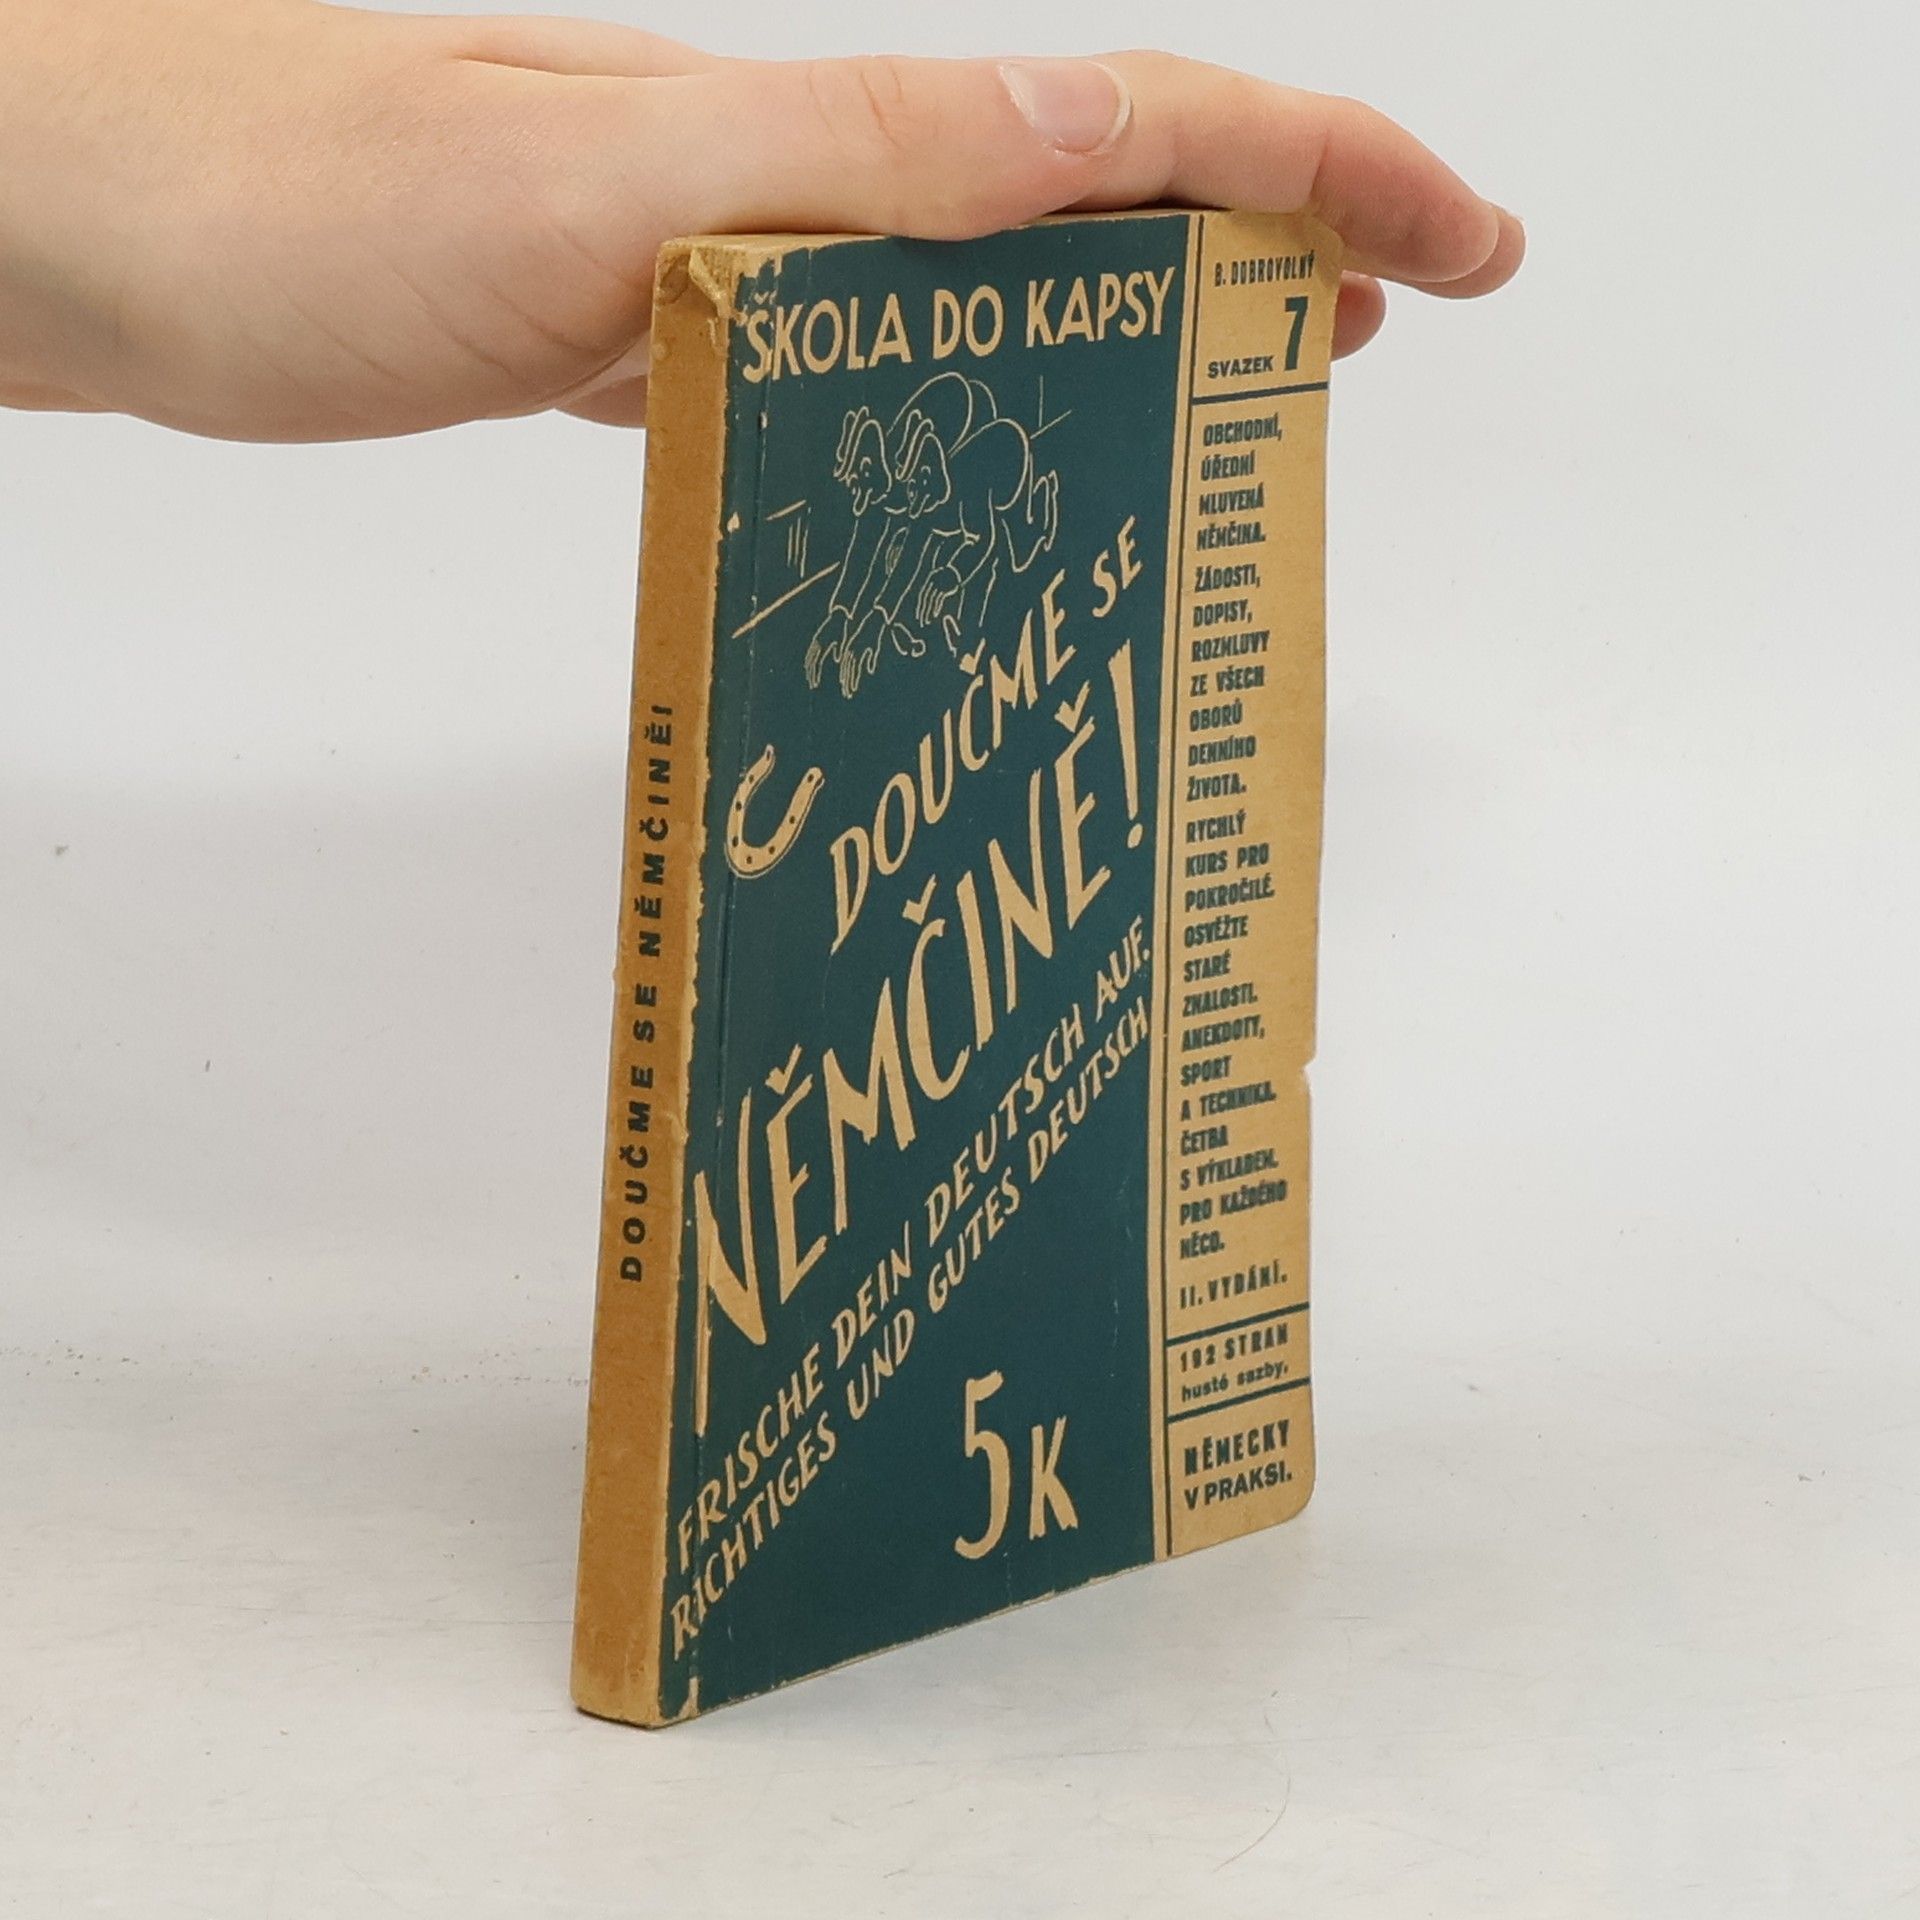 DOUČME SE NĚMČINĚ!
ŠKOLA DO KAPSY
DOUČME SE
NĚMČINĚ!
FRISCHE DEIN DEUTSCH AUF.
RICHTIGES UND GUTES DEUTSCH
5 K
B. DOBROVOLNÝ
SVAZEK 7
OBCHODNÍ,
ÚŘEDNÍ
MLUVENÁ
NĚMČINA.
ŽÁDOSTI,
DOPISY,
ROZMLUVY
ZE VŠECH
OBORŮ
DENNÍHO
ŽIVOTA.
RYCHLÝ
KURS PRO
POKROČILÉ.
OSVĚŽTE
STARÉ
ZNALOSTI.
ANEKDOTY,
SPORT
A TECHNIKA.
ČETBA
S VÝKLADEM.
PRO KAŽDÉHO
NĚCO.
II. VYDÁNÍ.
192 STRAN
husté sazby.
NĚMECKY
V PRAKSI.